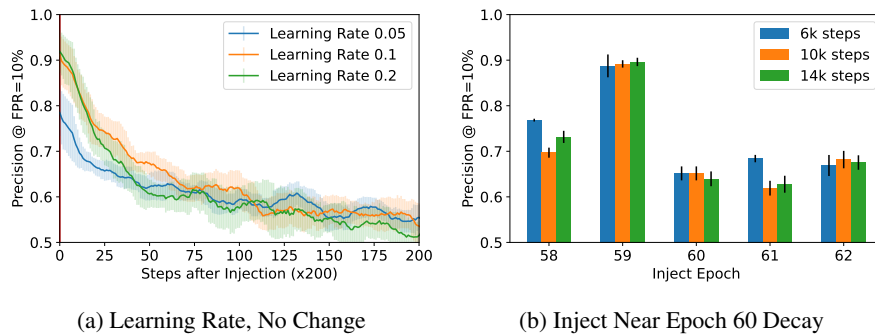 Precision @ FPR=10%
1.0
0.9
0.8
0.7
0.6
0.5
Learning Rate 0.05
Learning Rate 0.1
Learning Rate 0.2
0 25 50 75 100 125 150 175 200
Steps after Injection (x200)
(a) Learning Rate, No Change
Precision @ FPR=10%
1.0
0.9
0.8
0.7
0.6
0.5
6k steps
10k steps
14k steps
58 59 60 61 62
Inject Epoch
(b) Inject Near Epoch 60 Decay